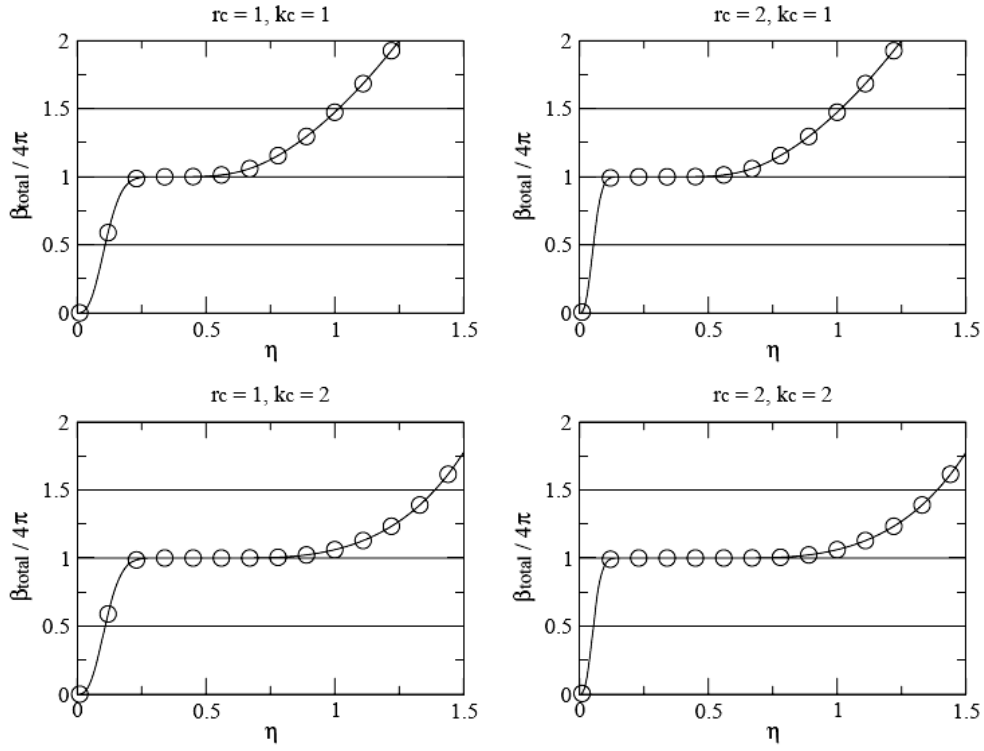 rc = 1, kc = 1
2
1.5
1
0.5
0
βtotal / 4π
0 0.5 1 1.5
η
rc = 2, kc = 1
2
1.5
1
0.5
0
βtotal / 4π
0 0.5 1 1.5
η
rc = 1, kc = 2
2
1.5
1
0.5
0
βtotal / 4π
0 0.5 1 1.5
η
rc = 2, kc = 2
2
1.5
1
0.5
0
βtotal / 4π
0 0.5 1 1.5
η